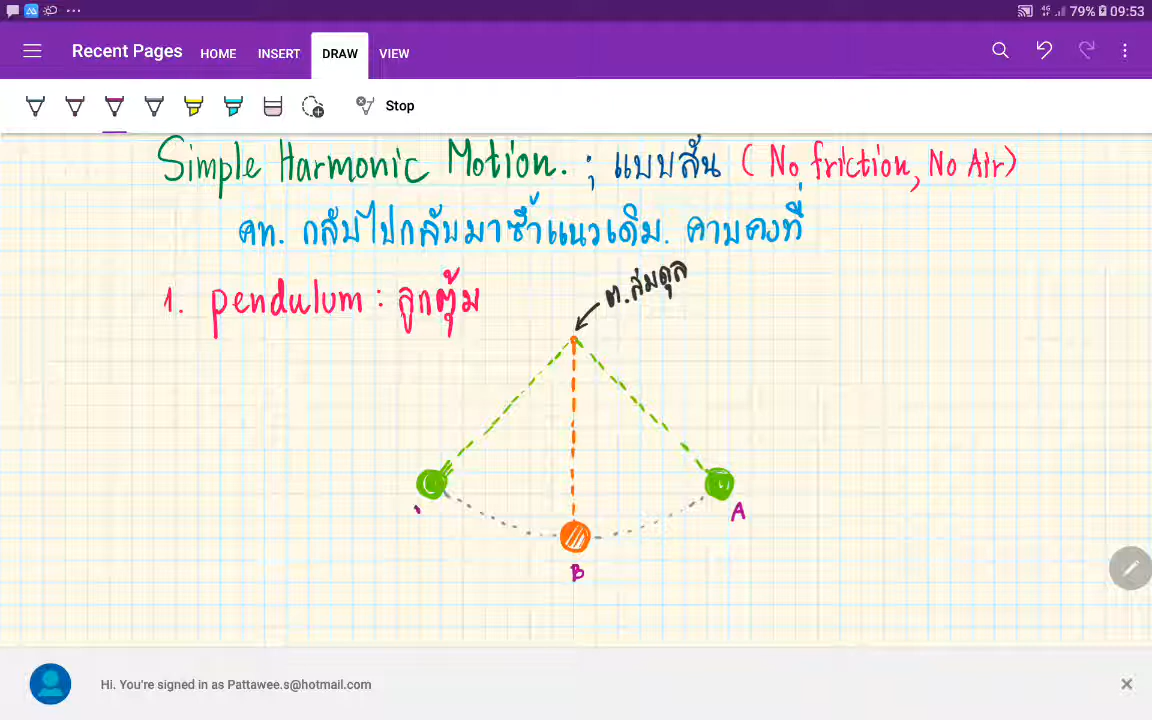 79% 09:53
Recent Pages HOME INSERT DRAW VIEW
Stop
Simple Harmonic Motion. ; แบบสั่น ( No friction, No Air)
คท. กลับไปกลับมาซ้ำแนวเดิม. คาบคงที่
1. pendulum : ลูกตุ้ม
ต.สมดุล
A
B
Hi. You're signed in as Pattawee.s@hotmail.com